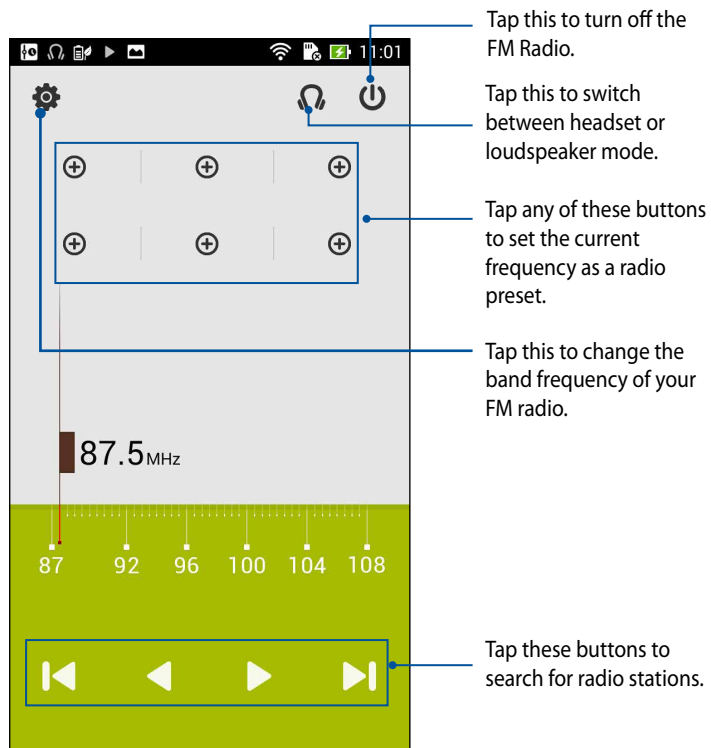 11:01
Tap this to turn off the
FM Radio.
Tap this to switch
between headset or
loudspeaker mode.
Tap any of these buttons
to set the current
frequency as a radio
preset.
Tap this to change the
band frequency of your
FM radio.
87.5MHz
87 92 96 100 104 108
Tap these buttons to
search for radio stations.